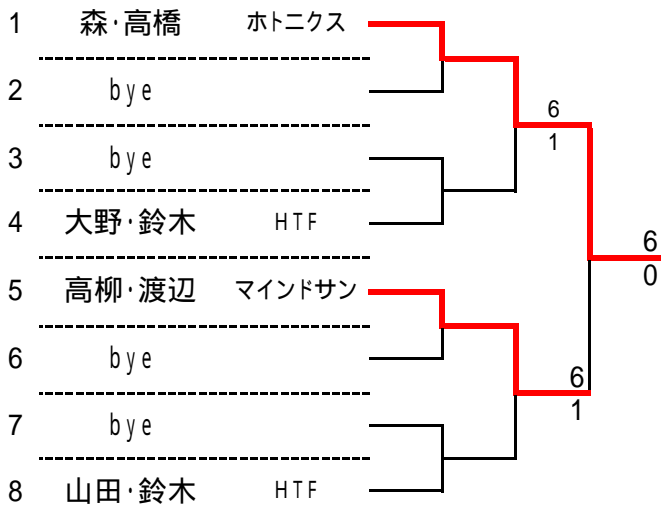 1 森・高橋 ホトニクス
2 bye
6
1
3 bye
4 大野・鈴木 HTF
6
0
5 高柳・渡辺 マインドサン
6 bye
6
1
7 bye
8 山田・鈴木 HTF